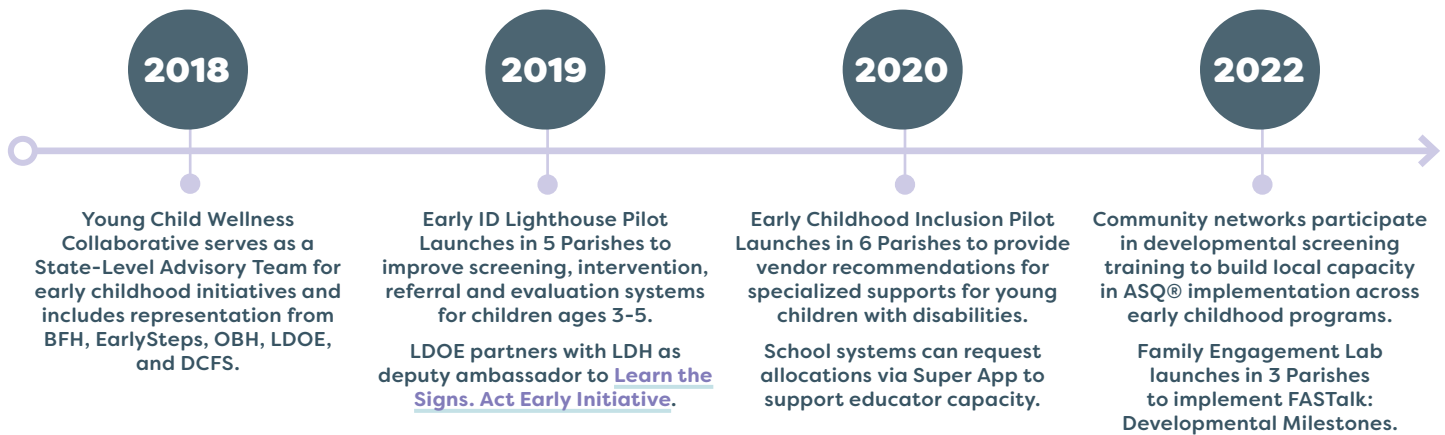 2018
Young Child Wellness
Collaborative serves as a
State-Level Advisory Team for
early childhood initiatives and
includes representation from
BFH, EarlySteps, OBH, LDOE,
and DCFS.
2019
Early ID Lighthouse Pilot
Launches in 5 Parishes to
improve screening, intervention,
referral and evaluation systems
for children ages 3-5.
LDOE partners with LDH as
deputy ambassador to Learn the
Signs. Act Early Initiative.
2020
Early Childhood Inclusion Pilot
Launches in 6 Parishes to provide
vendor recommendations for
specialized supports for young
children with disabilities.
School systems can request
allocations via Super App to
support educator capacity.
2022
Community networks participate
in developmental screening
training to build local capacity
in ASQ® implementation across
early childhood programs.
Family Engagement Lab
launches in 3 Parishes
to implement FASTalk:
Developmental Milestones.